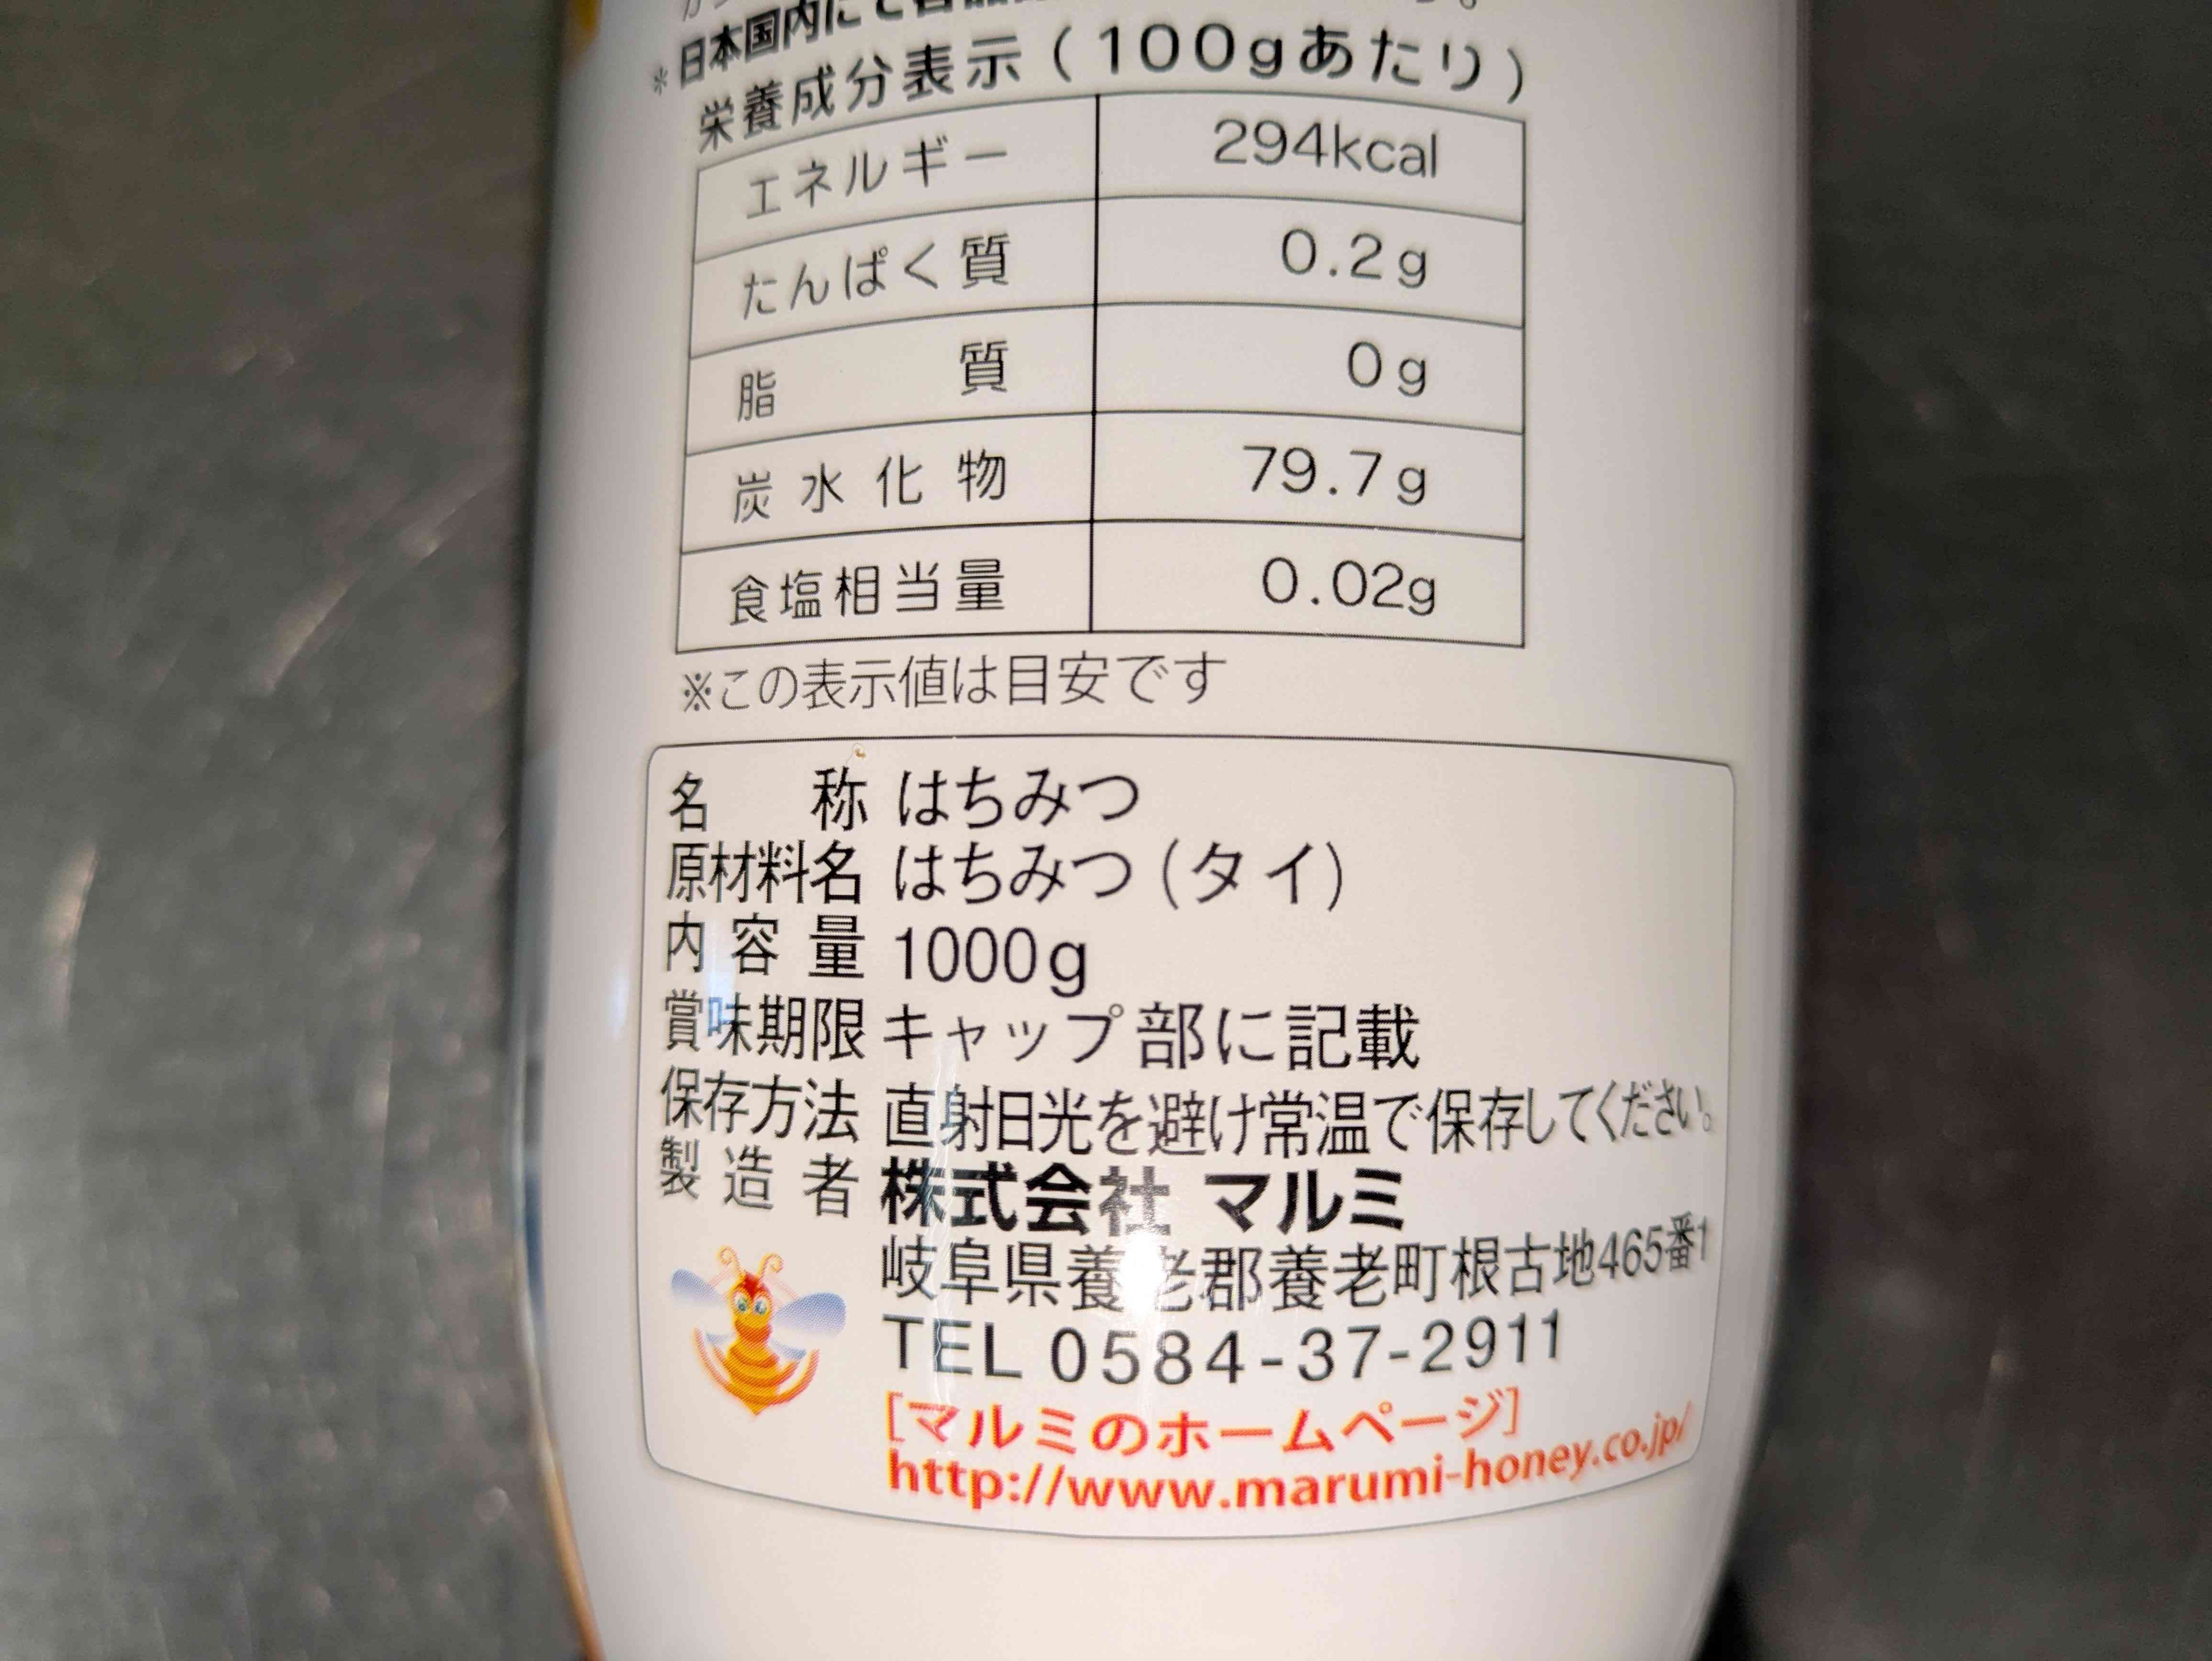 ※日本国内にて
栄養成分表示(100gあたり)
エネルギー 294kcal
たんぱく質 0.2g
脂質 0g
炭水化物 79.7g
食塩相当量 0.02g
※この表示値は目安です
名称 はちみつ
原材料名 はちみつ(タイ)
内容量 1000g
賞味期限 キャップ部に記載
保存方法 直射日光を避け常温で保存してください。
製造者 株式会社 マルミ
岐阜県養老郡養老町根古地465番1
TEL 0584-37-2911
[マルミのホームページ]
http://www.marumi-honey.co.jp/